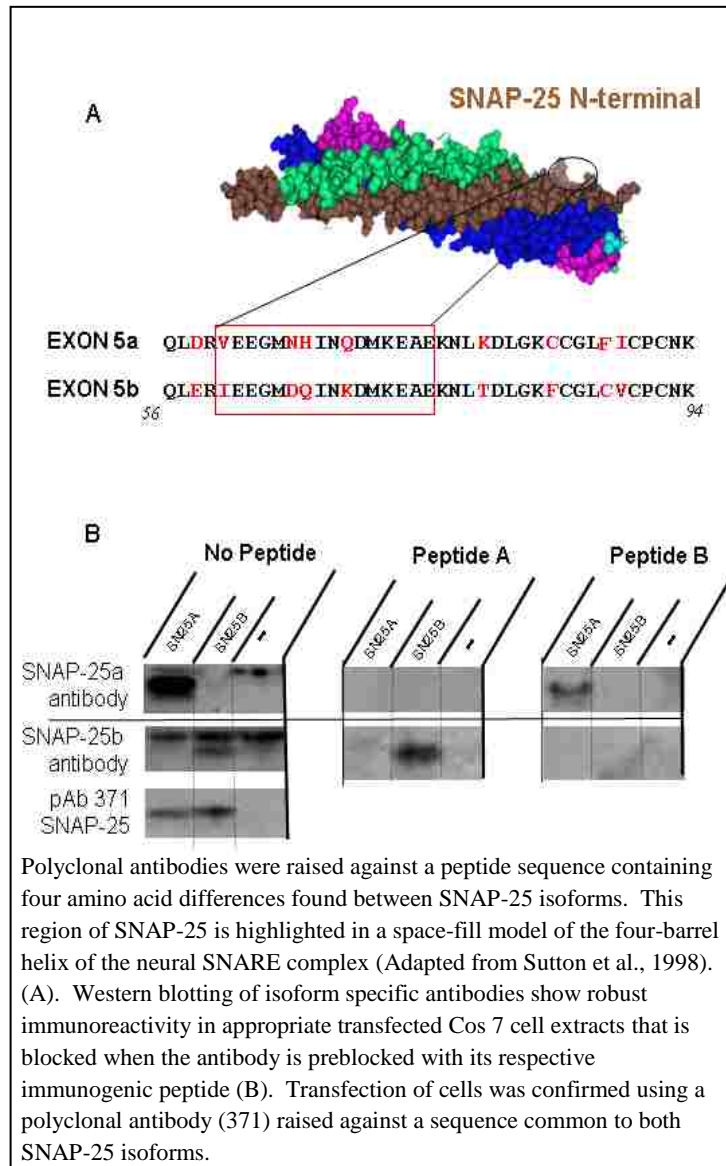 A
SNAP-25 N-terminal
EXON 5a QLDRVEEGMNHINQDMKEAEKNLKDLGKCCGLFICPCNK
EXON 5b QLERIEEGMDQINKDMKEAEKNLTDLGKFCGLCVCPCNK
56 94
B
No Peptide Peptide A Peptide B
SN25A SN25B - SN25A SN25B - SN25A SN25B -
SNAP-25a
antibody
SNAP-25b
antibody
pAb 371
SNAP-25
Polyclonal antibodies were raised against a peptide sequence containing
four amino acid differences found between SNAP-25 isoforms. This
region of SNAP-25 is highlighted in a space-fill model of the four-barrel
helix of the neural SNARE complex (Adapted from Sutton et al., 1998).
(A). Western blotting of isoform specific antibodies show robust
immunoreactivity in appropriate transfected Cos 7 cell extracts that is
blocked when the antibody is preblocked with its respective
immunogenic peptide (B). Transfection of cells was confirmed using a
polyclonal antibody (371) raised against a sequence common to both
SNAP-25 isoforms.